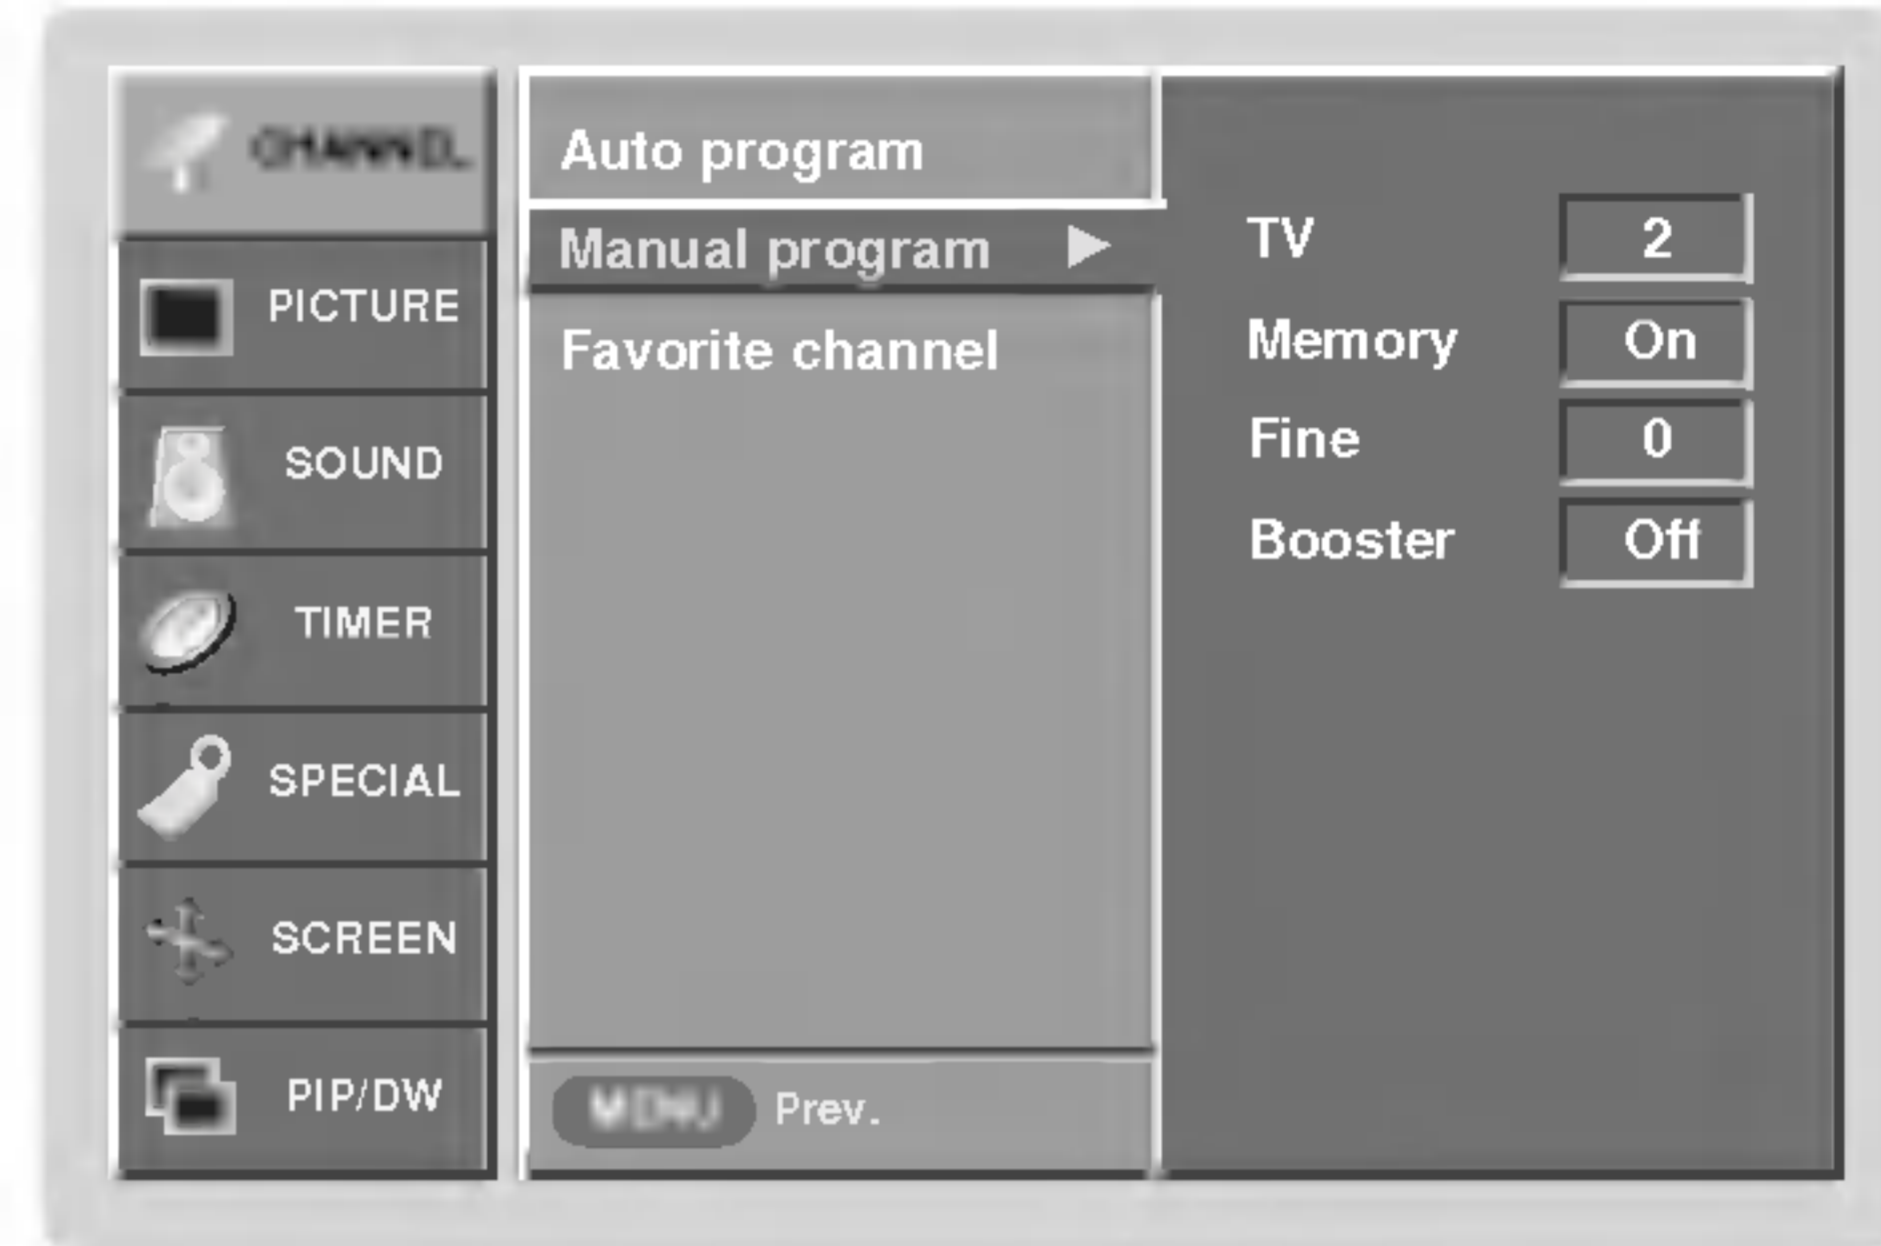 CHANNEL
PICTURE
SOUND
TIMER
SPECIAL
SCREEN
PIP/DW
Auto program
Manual program
Favorite channel
MENU Prev.
TV 2
Memory On
Fine 0
Booster Off